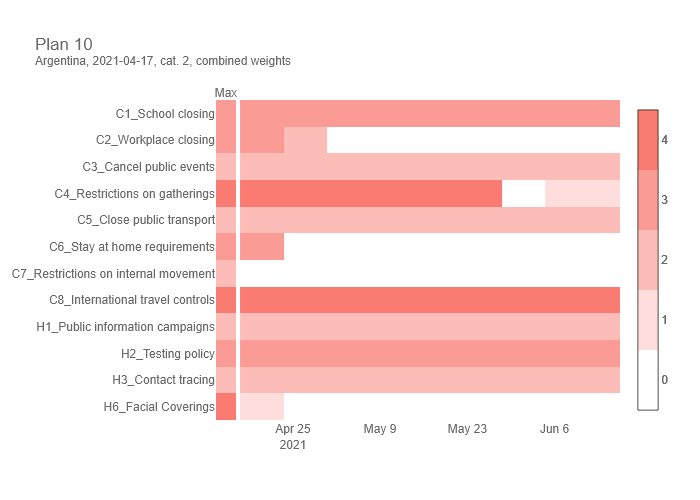 Plan 10
Argentina, 2021-04-17, cat. 2, combined weights
Max
C1_School closing
C2_Workplace closing
C3_Cancel public events
C4_Restrictions on gatherings
C5_Close public transport
C6_Stay at home requirements
C7_Restrictions on internal movement
C8_International travel controls
H1_Public information campaigns
H2_Testing policy
H3_Contact tracing
H6_Facial Coverings
Apr 25 May 9 May 23 Jun 6
2021
4
3
2
1
0